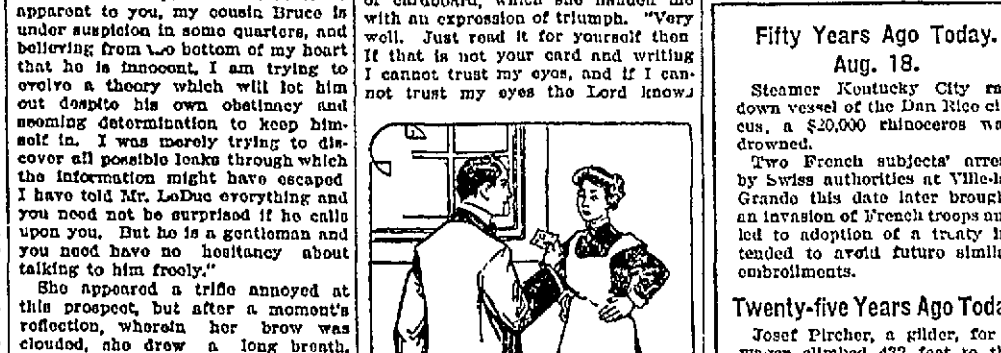 apparent to you, my cousin Bruce is
under suspicion in some quarters, and
believing from bottom of my heart
that he is innocent, I am trying to
evolve a theory which will let him
out despite his own obstinacy and
seeming determination to keep him-
self in. I was merely trying to dis-
cover all possible leaks through which
the information might have escaped
I have told Mr. LeDuc everything and
you need not be surprised if he calls
upon you. But he is a gentleman and
you need have no hesitancy about
talking to him freely."
She appeared a trifle annoyed at
this prospect, but after a moment's
reflection, wherein her brow was
clouded, she drew a long breath.
of cardboard, which she handed me
with an expression of triumph. "Very
well. Just read it for yourself then
If that is not your card and writing
I cannot trust my eyes, and if I can-
not trust my eyes the Lord knows
Fifty Years Ago Today.
Aug. 18.
Steamer Kentucky City
down vessel of the Dan Rice
cus, a $20,000 rhinoceros
drowned.
Two French subjects'
by Swiss authorities at
Grande this date later
an invasion of French troops
led to adoption of a treaty
tended to avoid future
embroilments.
Twenty-five Years Ago
Josef Pircher, a gilder, for
climbed feet to